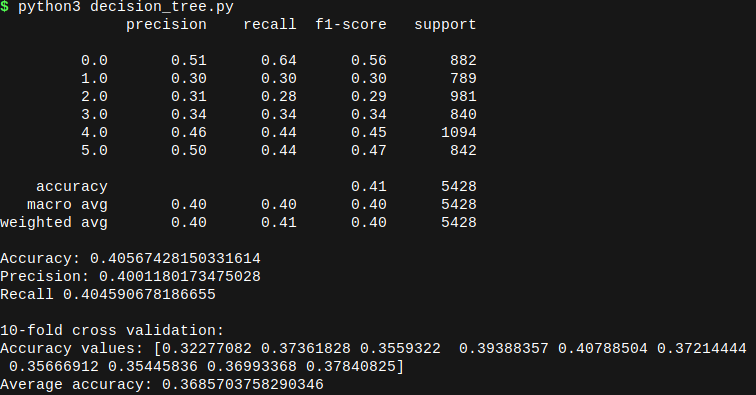 $ python3 decision_tree.py
              precision    recall  f1-score   support

         0.0       0.51      0.64      0.56       882
         1.0       0.30      0.30      0.30       789
         2.0       0.31      0.28      0.29       981
         3.0       0.34      0.34      0.34       840
         4.0       0.46      0.44      0.45      1094
         5.0       0.50      0.44      0.47       842

    accuracy                           0.41      5428
   macro avg       0.40      0.40      0.40      5428
weighted avg       0.40      0.41      0.40      5428

Accuracy: 0.40567428150331614
Precision: 0.4001180173475028
Recall 0.404590678186655

10-fold cross validation:
Accuracy values: [0.32277082 0.37361828 0.3559322  0.39388357 0.40788504 0.37214444
 0.35666912 0.35445836 0.36993368 0.37840825]
Average accuracy: 0.3685703758290346